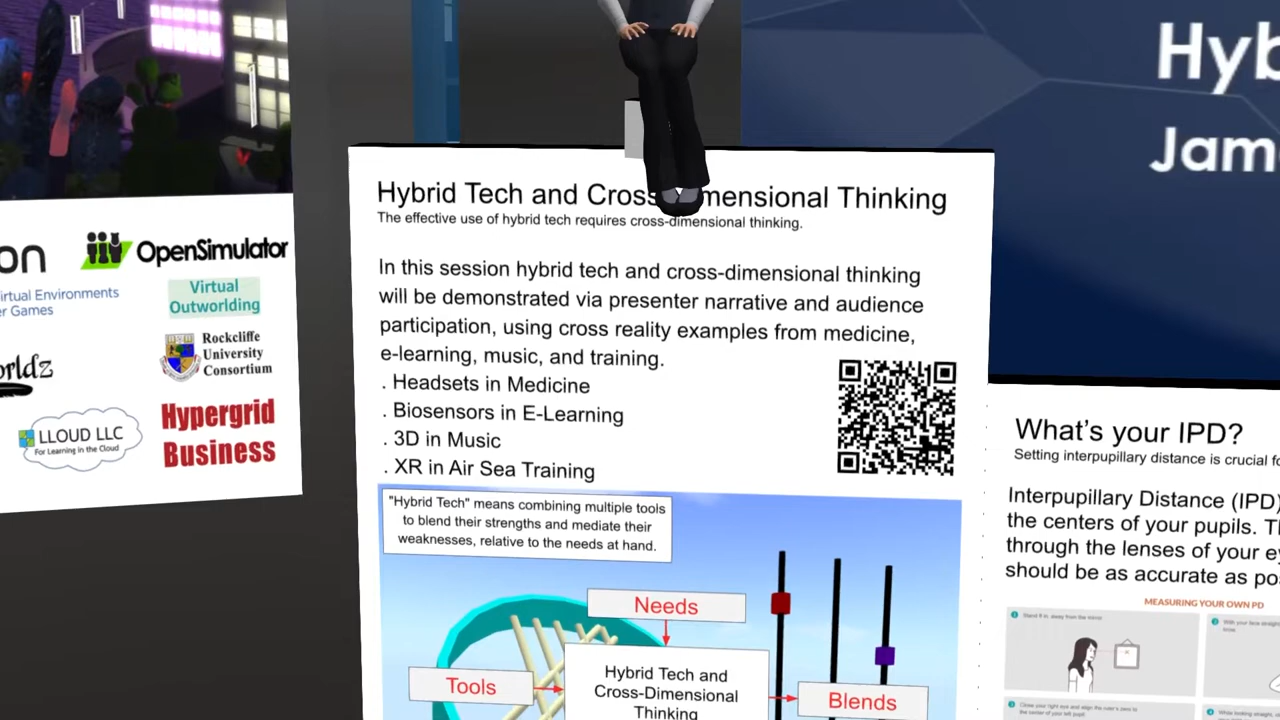 Hyb
Jam
on
OpenSimulator
irtual Environments
er Games
Virtual
Outworlding
orldz
Rockcliffe
University
Consortium
LLOUD LLC
For Learning in the Cloud
Hypergrid
Business
Hybrid Tech and Cross mensional Thinking
The effective use of hybrid tech requires cross-dimensional thinking.
In this session hybrid tech and cross-dimensional thinking
will be demonstrated via presenter narrative and audience
participation, using cross reality examples from medicine,
e-learning, music, and training.
. Headsets in Medicine
. Biosensors in E-Learning
. 3D in Music
. XR in Air Sea Training
"Hybrid Tech" means combining multiple tools
to blend their strengths and mediate their
weaknesses, relative to the needs at hand.
Needs
Tools
Hybrid Tech and
Cross-Dimensional
Thinking
Blends
What's your IPD?
Setting interpupillary distance is crucial fo
Interpupillary Distance (IPD)
the centers of your pupils. Th
through the lenses of your ey
should be as accurate as pos
MEASURING YOUR OWN PD